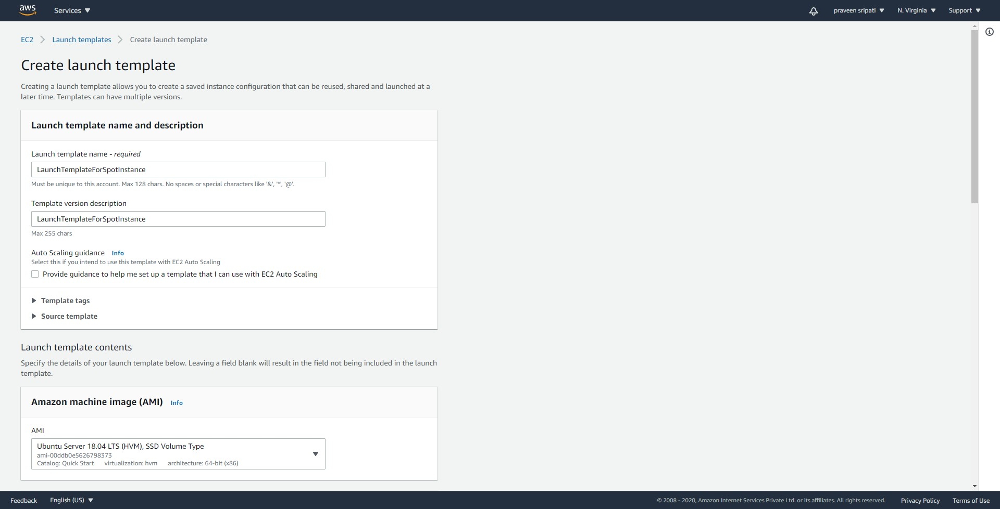 aws
Services
praveen sripati
N. Virginia
Support
EC2 Launch templates Create launch template
Create launch template
Creating a launch template allows you to create a saved instance configuration that can be reused, shared and launched at a
later time. Templates can have multiple versions.
Launch template name and description
Launch template name - required
LaunchTemplateForSpotInstance
Must be unique to this account. Max 128 chars. No spaces or special characters like '&', '*', '@'.
Template version description
LaunchTemplateForSpotInstance
Max 255 chars
Auto Scaling guidance Info
Select this if you intend to use this template with EC2 Auto Scaling
Provide guidance to help me set up a template that I can use with EC2 Auto Scaling
Template tags
Source template
Launch template contents
Specify the details of your launch template below. Leaving a field blank will result in the field not being included in the launch
template.
Amazon machine image (AMI) Info
AMI
Ubuntu Server 18.04 LTS (HVM), SSD Volume Type
ami-00ddb0e5626798373
Catalog: Quick Start virtualization: hvm architecture: 64-bit (x86)
Feedback English (US) © 2008 - 2020, Amazon Internet Services Private Ltd. or its affiliates. All rights reserved. Privacy Policy Terms of Use